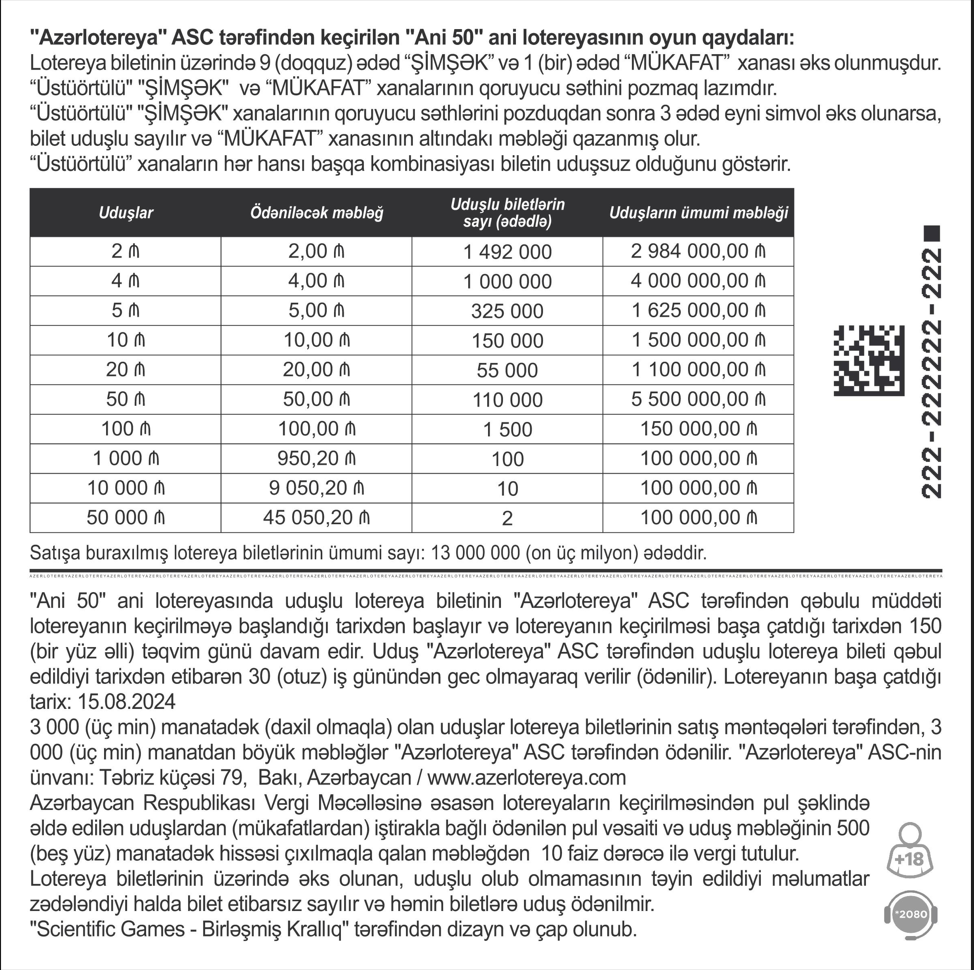 "Azərlotereya" ASC tərəfindən keçirilən "Ani 50" ani lotereyasının oyun qaydaları:
Lotereya biletinin üzərində 9 (doqquz) ədəd “ŞİMŞƏK” və 1 (bir) ədəd “MÜKAFAT” xanası əks olunmuşdur.
“Üstüörtülü" "ŞİMŞƏK" və “MÜKAFAT” xanalarının qoruyucu səthini pozmaq lazımdır.
“Üstüörtülü" "ŞİMŞƏK" xanalarının qoruyucu səthlərini pozduqdan sonra 3 ədəd eyni simvol əks olunarsa,
bilet uduşlu sayılır və “MÜKAFAT” xanasının altındakı məbləği qazanmış olur.
“Üstüörtülü” xanaların hər hansı başqa kombinasiyası biletin uduşsuz olduğunu göstərir.
Uduşlar Ödəniləcək məbləğ Uduşlu biletlərin sayı (ədədlə) Uduşların ümumi məbləği
2 ₼ 2,00 ₼ 1 492 000 2 984 000,00 ₼
4 ₼ 4,00 ₼ 1 000 000 4 000 000,00 ₼
5 ₼ 5,00 ₼ 325 000 1 625 000,00 ₼
10 ₼ 10,00 ₼ 150 000 1 500 000,00 ₼
20 ₼ 20,00 ₼ 55 000 1 100 000,00 ₼
50 ₼ 50,00 ₼ 110 000 5 500 000,00 ₼
100 ₼ 100,00 ₼ 1 500 150 000,00 ₼
1 000 ₼ 950,20 ₼ 100 100 000,00 ₼
10 000 ₼ 9 050,20 ₼ 10 100 000,00 ₼
50 000 ₼ 45 050,20 ₼ 2 100 000,00 ₼
222-222222-222
Satışa buraxılmış lotereya biletlərinin ümumi sayı: 13 000 000 (on üç milyon) ədəddir.
"Ani 50" ani lotereyasında uduşlu lotereya biletinin "Azərlotereya" ASC tərəfindən qəbulu müddəti
lotereyanın keçirilməyə başlandığı tarixdən başlayır və lotereyanın keçirilməsi başa çatdığı tarixdən 150
(bir yüz əlli) təqvim günü davam edir. Uduş "Azərlotereya" ASC tərəfindən uduşlu lotereya bileti qəbul
edildiyi tarixdən etibarən 30 (otuz) iş günündən gec olmayaraq verilir (ödənilir). Lotereyanın başa çatdığı
tarix: 15.08.2024
3 000 (üç min) manatadək (daxil olmaqla) olan uduşlar lotereya biletlərinin satış məntəqələri tərəfindən, 3
000 (üç min) manatdan böyük məbləğlər "Azərlotereya" ASC tərəfindən ödənilir. "Azərlotereya" ASC-nin
ünvanı: Təbriz küçəsi 79, Bakı, Azərbaycan / www.azerlotereya.com
Azərbaycan Respublikası Vergi Məcəlləsinə əsasən lotereyaların keçirilməsindən pul şəklində
əldə edilən uduşlardan (mükafatlardan) iştirakla bağlı ödənilən pul vəsaiti və uduş məbləğinin 500
(beş yüz) manatadək hissəsi çıxılmaqla qalan məbləğdən 10 faiz dərəcə ilə vergi tutulur.
Lotereya biletlərinin üzərində əks olunan, uduşlu olub olmamasının təyin edildiyi məlumatlar
zədələndiyi halda bilet etibarsız sayılır və həmin biletlərə uduş ödənilmir.
"Scientific Games - Birləşmiş Krallıq" tərəfindən dizayn və çap olunub.
+18
*2080